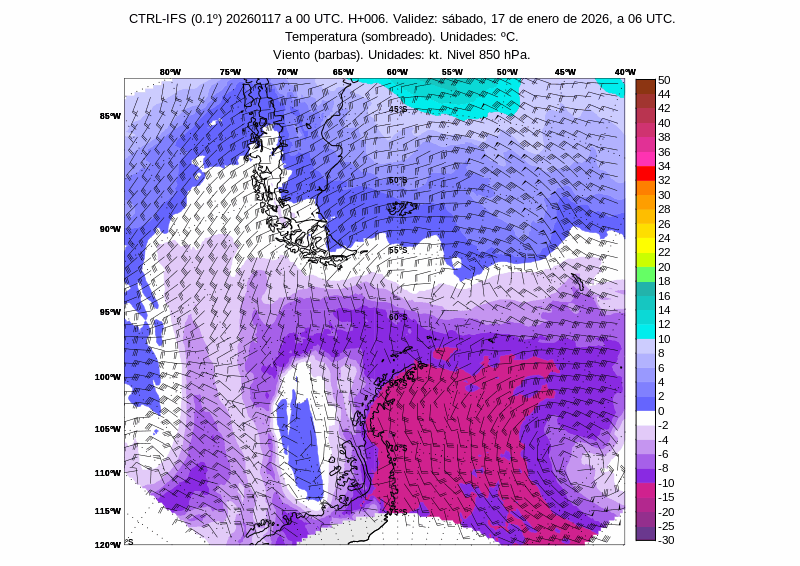 CTRL-IFS (0.1º) 20260117 a 00 UTC. H+006. Validez: sábado, 17 de enero de 2026, a 06 UTC.
Temperatura (sombreado). Unidades: ºC.
Viento (barbas). Unidades: kt. Nivel 850 hPa.
80°W 75°W 70°W 65°W 60°W 55°W 50°W 45°W 40°W
85°W
90°W
95°W
100°W
105°W
110°W
115°W
120°W
45°S
50°S
55°S
60°S
65°S
70°S
75°S
°S
50
44
42
40
38
36
34
32
30
28
26
24
22
20
18
16
14
12
10
8
6
4
2
0
-2
-4
-6
-8
-10
-15
-20
-25
-30